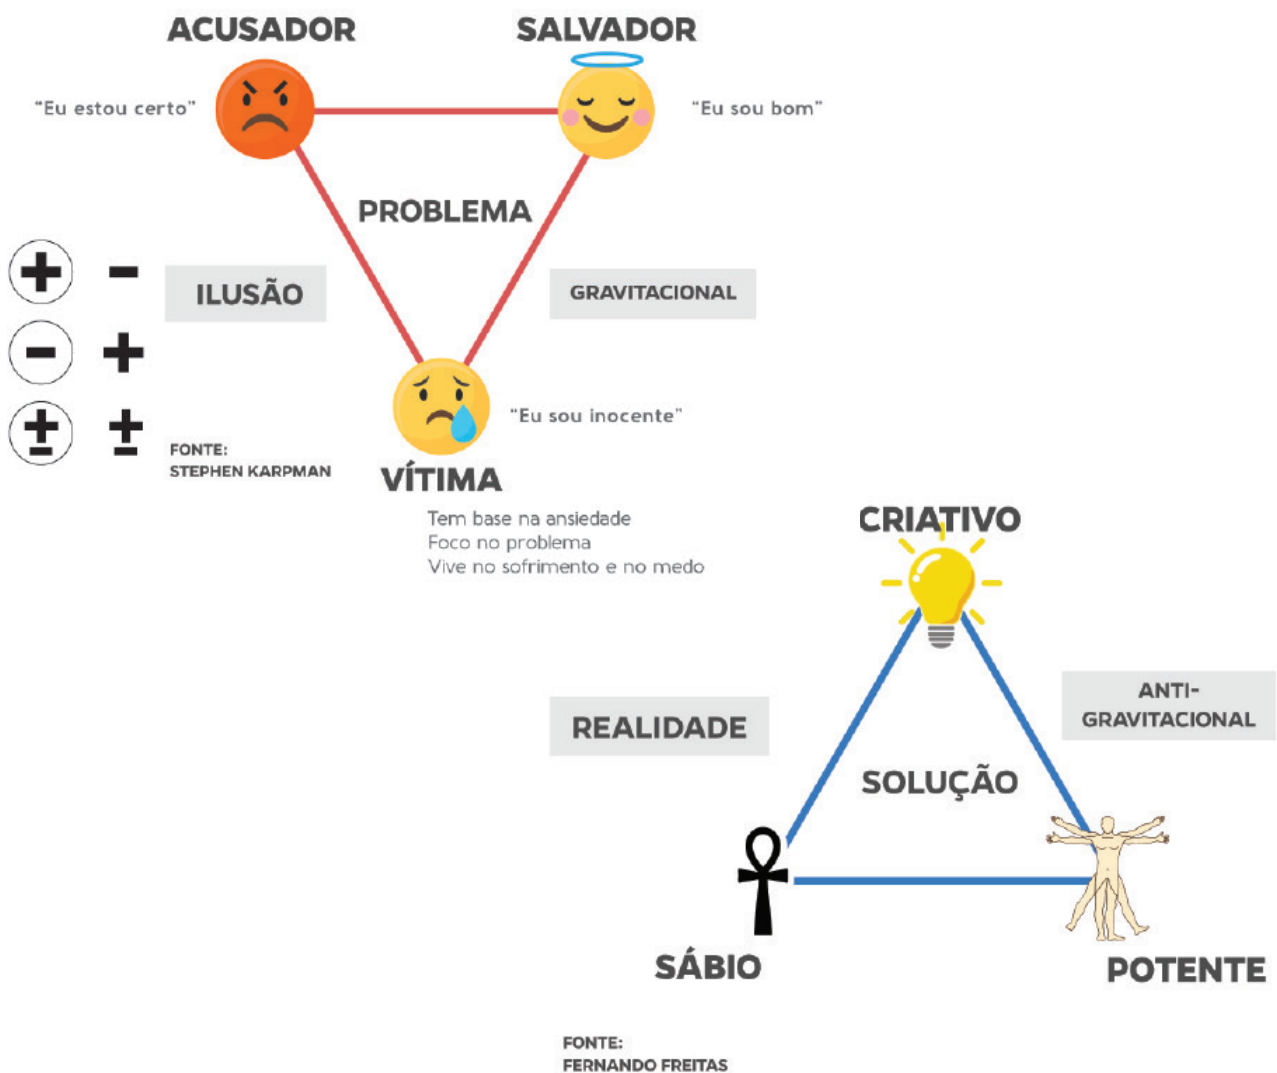 ACUSADOR
SALVADOR
"Eu estou certo"
"Eu sou bom"
PROBLEMA
+ -
ILUSÃO
GRAVITACIONAL
- +
± ±
"Eu sou inocente"
FONTE:
STEPHEN KARPMAN
VÍTIMA
Tem base na ansiedade
Foco no problema
Vive no sofrimento e no medo
CRIATIVO
REALIDADE
ANTI-
GRAVITACIONAL
SOLUÇÃO
SÁBIO
POTENTE
FONTE:
FERNANDO FREITAS